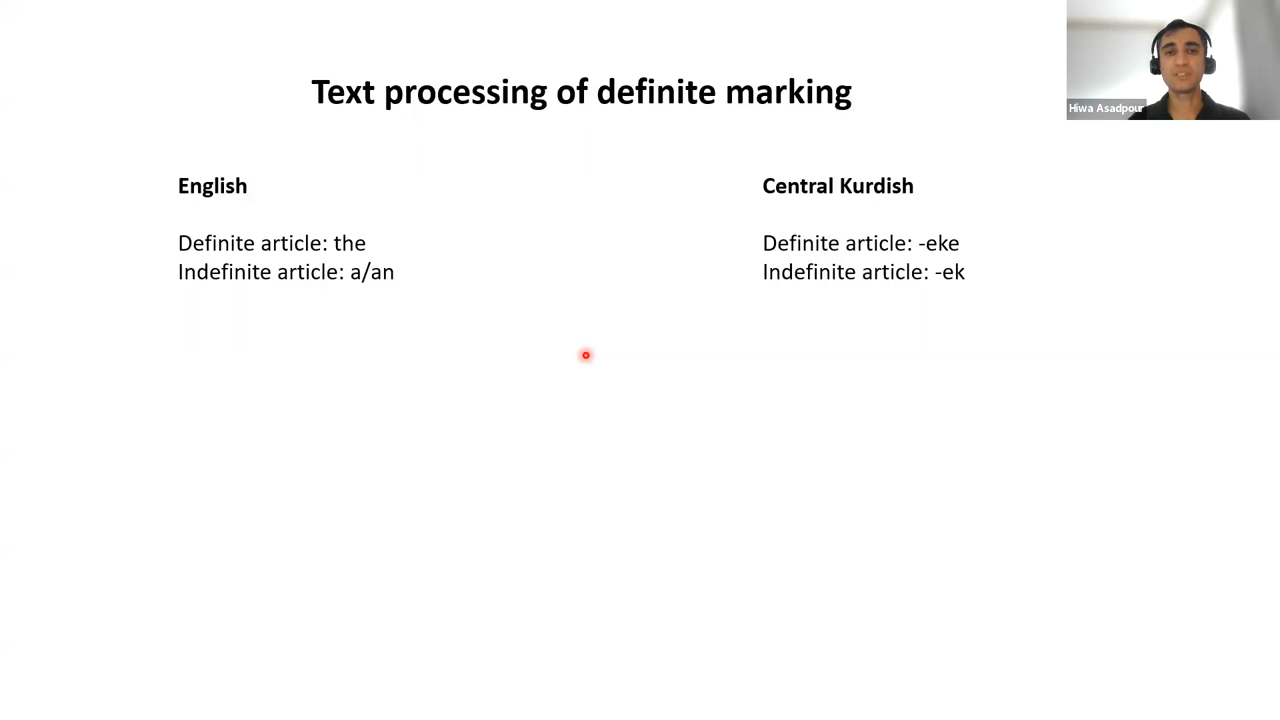 Text processing of definite marking
Hiwa Asadpour
English
Definite article: the
Indefinite article: a/an
Central Kurdish
Definite article: -eke
Indefinite article: -ek